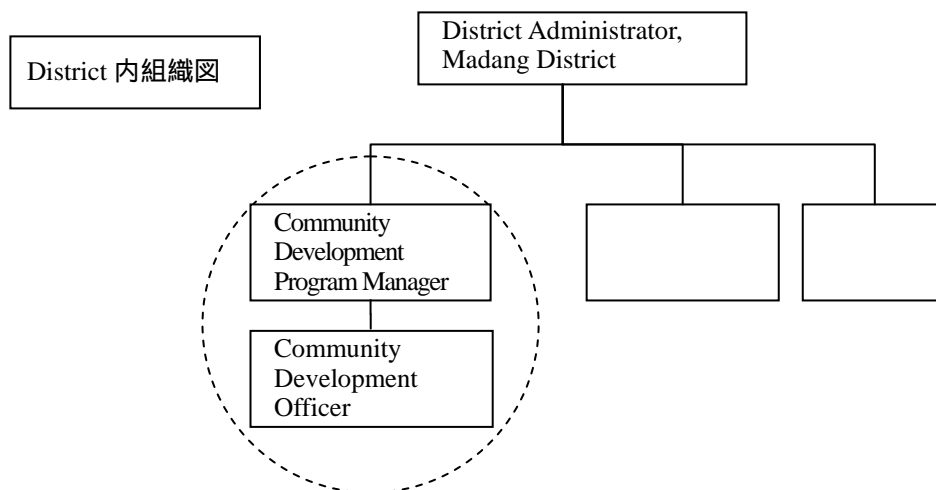 District 内組織図
District Administrator,
Madang District
Community
Development
Program Manager
Community
Development
Officer